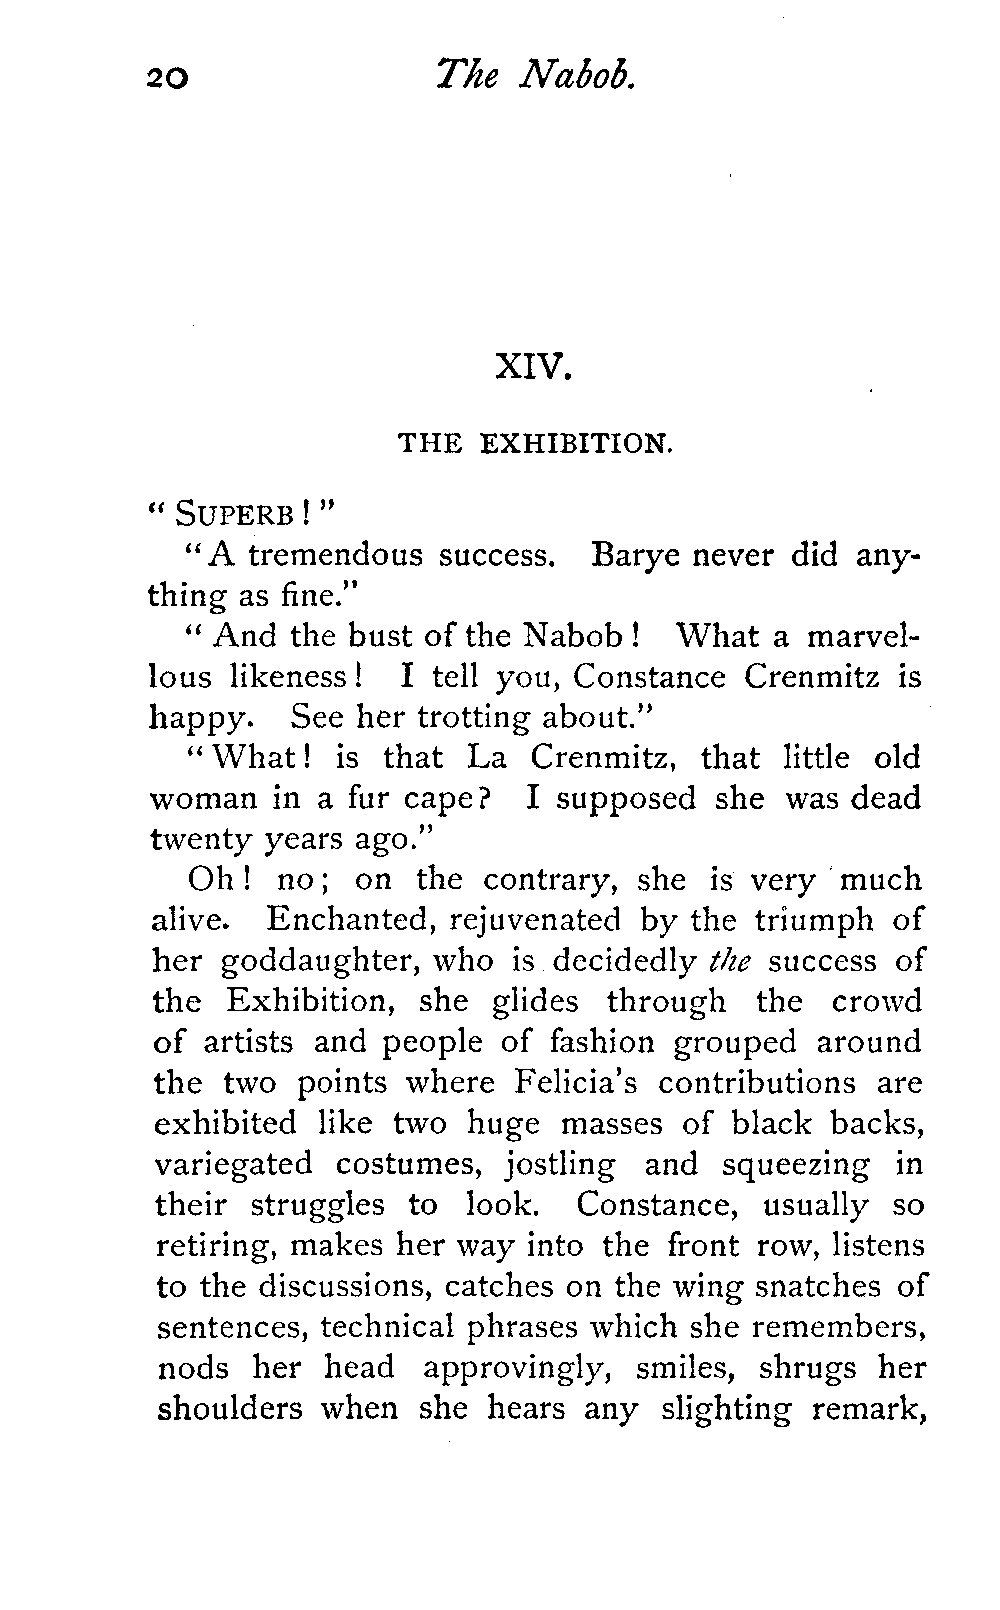 20 The Nabob.
XIV.
THE EXHIBITION.
“ SUPERB ! ”
“ A tremendous success. Barye never did any-
thing as fine.”
“ And the bust of the Nabob ! What a marvel-
lous likeness ! I tell you, Constance Crenmitz is
happy. See her trotting about.”
“ What ! is that La Crenmitz, that little old
woman in a fur cape ? I supposed she was dead
twenty years ago.”
Oh ! no ; on the contrary, she is very much
alive. Enchanted, rejuvenated by the triumph of
her goddaughter, who is decidedly the success of
the Exhibition, she glides through the crowd
of artists and people of fashion grouped around
the two points where Felicia's contributions are
exhibited like two huge masses of black backs,
variegated costumes, jostling and squeezing in
their struggles to look. Constance, usually so
retiring, makes her way into the front row, listens
to the discussions, catches on the wing snatches of
sentences, technical phrases which she remembers,
nods her head approvingly, smiles, shrugs her
shoulders when she hears any slighting remark,